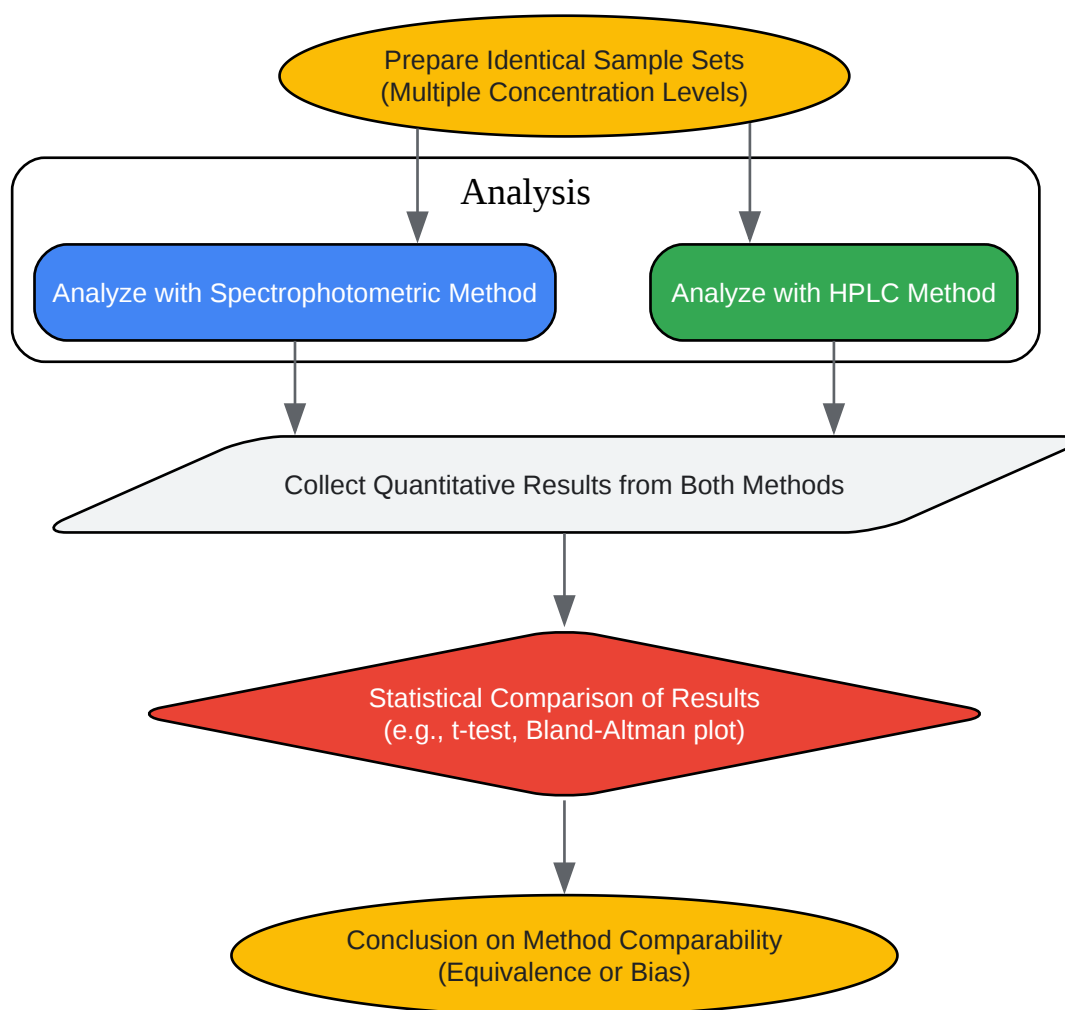 Prepare Identical Sample Sets
(Multiple Concentration Levels)
Analysis
Analyze with Spectrophotometric Method
Analyze with HPLC Method
Collect Quantitative Results from Both Methods
Statistical Comparison of Results
(e.g., t-test, Bland-Altman plot)
Conclusion on Method Comparability
(Equivalence or Bias)